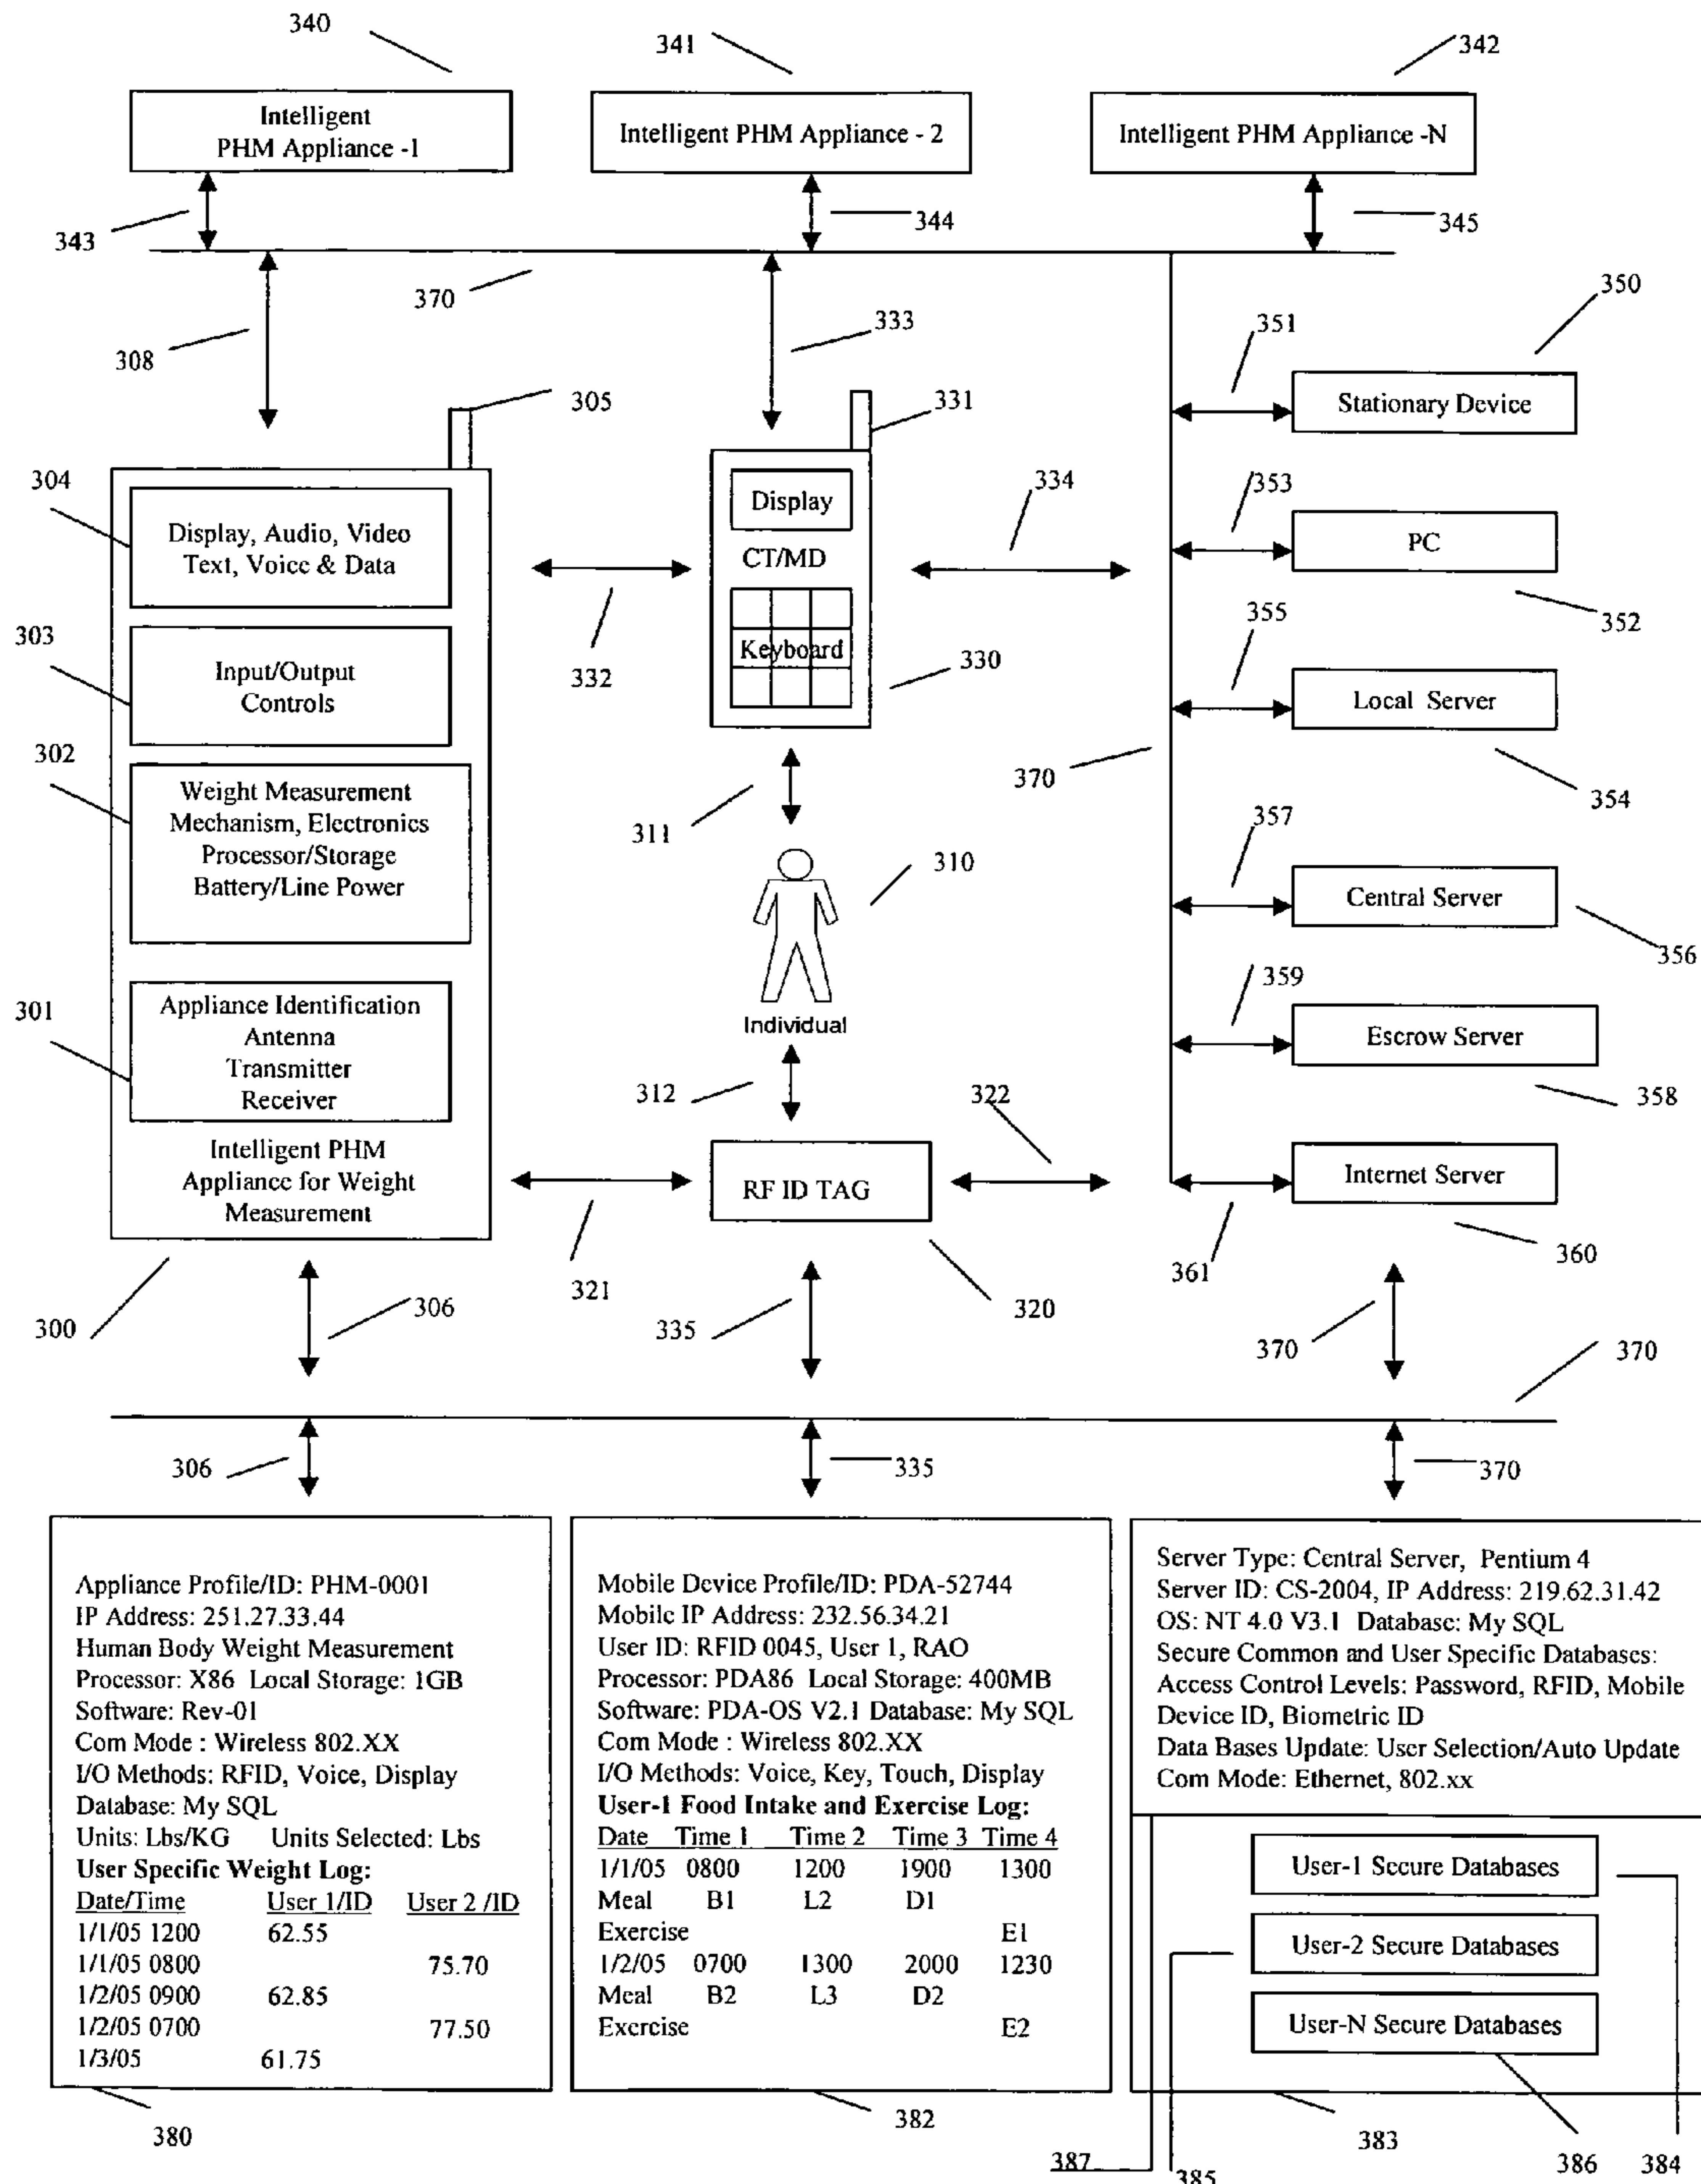 340
341
342
Intelligent
PHM Appliance -1
Intelligent PHM Appliance - 2
Intelligent PHM Appliance -N
343
344
345
370
308
333
350
351
305
331
304
Display, Audio, Video
Text, Voice & Data
Display
CT/MD
Keyboard
334
Stationary Device
353
PC
352
303
Input/Output
Controls
332
330
355
Local Server
354
302
Weight Measurement
Mechanism, Electronics
Processor/Storage
Battery/Line Power
311
370
357
310
Central Server
356
301
Appliance Identification
Antenna
Transmitter
Receiver
Individual
359
Escrow Server
358
312
322
Intelligent PHM
Appliance for Weight
Measurement
RF ID TAG
Internet Server
300
306
321
335
320
361
360
370
370
306
335
370
Appliance Profile/ID: PHM-0001
IP Address: 251.27.33.44
Human Body Weight Measurement
Processor: X86 Local Storage: 1GB
Software: Rev-01
Com Mode : Wireless 802.XX
I/O Methods: RFID, Voice, Display
Database: My SQL
Units: Lbs/KG Units Selected: Lbs
User Specific Weight Log:
Date/Time User 1/ID User 2 /ID
1/1/05 1200 62.55
1/1/05 0800 75.70
1/2/05 0900 62.85
1/2/05 0700 77.50
1/3/05 61.75
380
Mobile Device Profile/ID: PDA-52744
Mobile IP Address: 232.56.34.21
User ID: RFID 0045, User 1, RAO
Processor: PDA86 Local Storage: 400MB
Software: PDA-OS V2.1 Database: My SQL
Com Mode : Wireless 802.XX
I/O Methods: Voice, Key, Touch, Display
User-1 Food Intake and Exercise Log:
Date Time 1 Time 2 Time 3 Time 4
1/1/05 0800 1200 1900 1300
Meal B1 L2 D1
Exercise E1
1/2/05 0700 1300 2000 1230
Meal B2 L3 D2
Exercise E2
382
Server Type: Central Server, Pentium 4
Server ID: CS-2004, IP Address: 219.62.31.42
OS: NT 4.0 V3.1 Database: My SQL
Secure Common and User Specific Databases:
Access Control Levels: Password, RFID, Mobile
Device ID, Biometric ID
Data Bases Update: User Selection/Auto Update
Com Mode: Ethernet, 802.xx
User-1 Secure Databases
User-2 Secure Databases
User-N Secure Databases
387
385
383
386
384